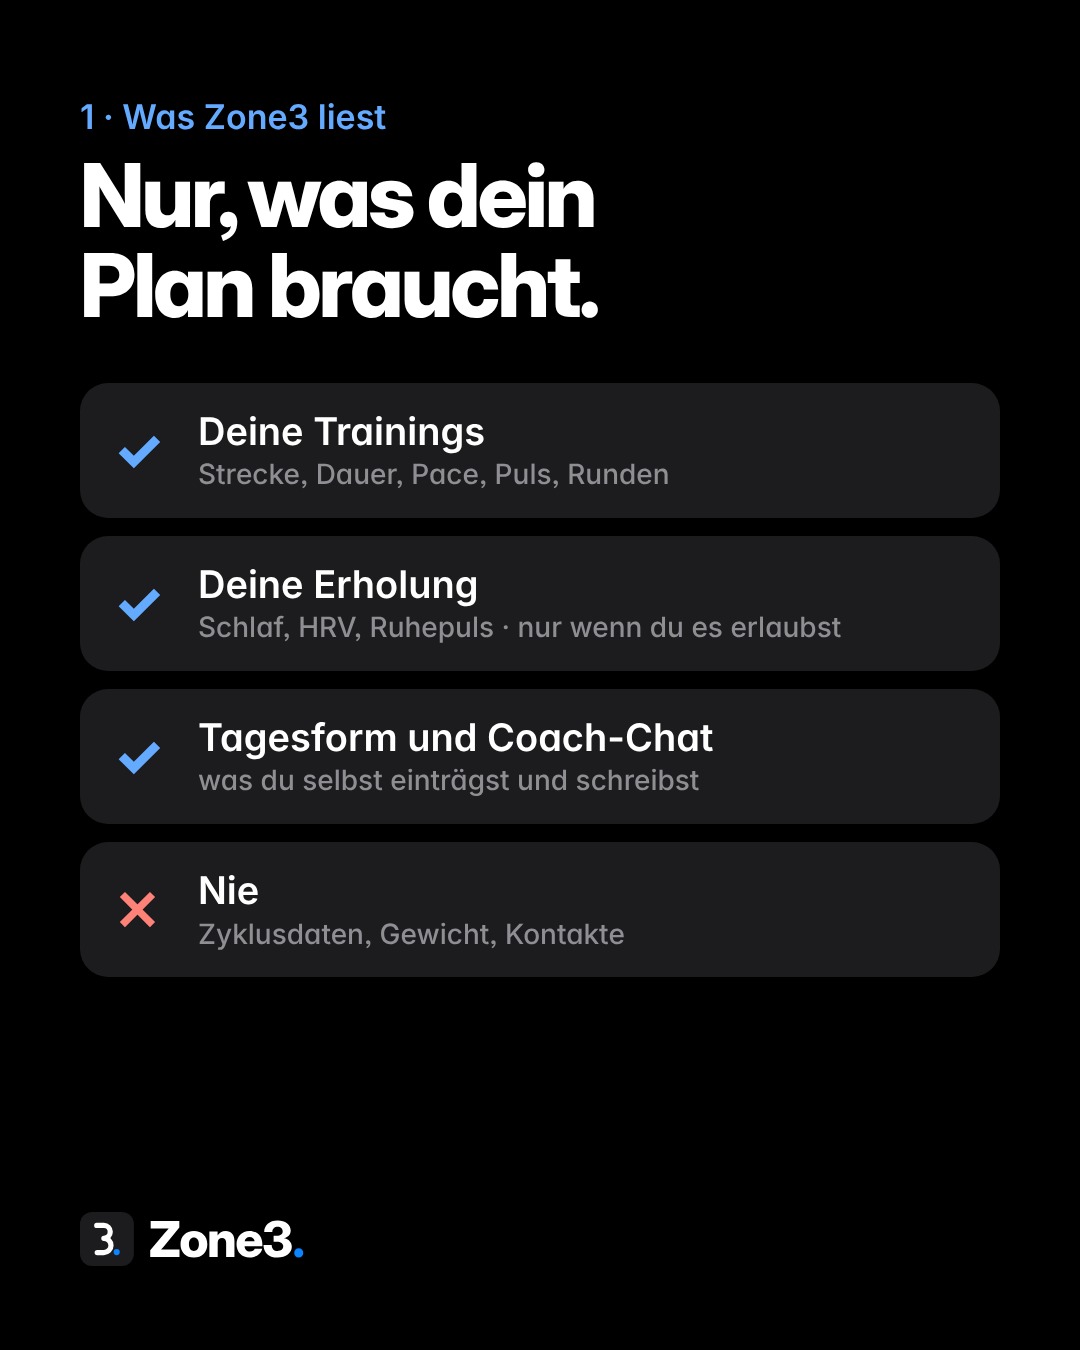 1 · Was Zone3 liest
Nur, was dein
Plan braucht.
Deine Trainings
Strecke, Dauer, Pace, Puls, Runden
Deine Erholung
Schlaf, HRV, Ruhepuls · nur wenn du es erlaubst
Tagesform und Coach-Chat
was du selbst einträgst und schreibst
Nie
Zyklusdaten, Gewicht, Kontakte
3. Zone3.